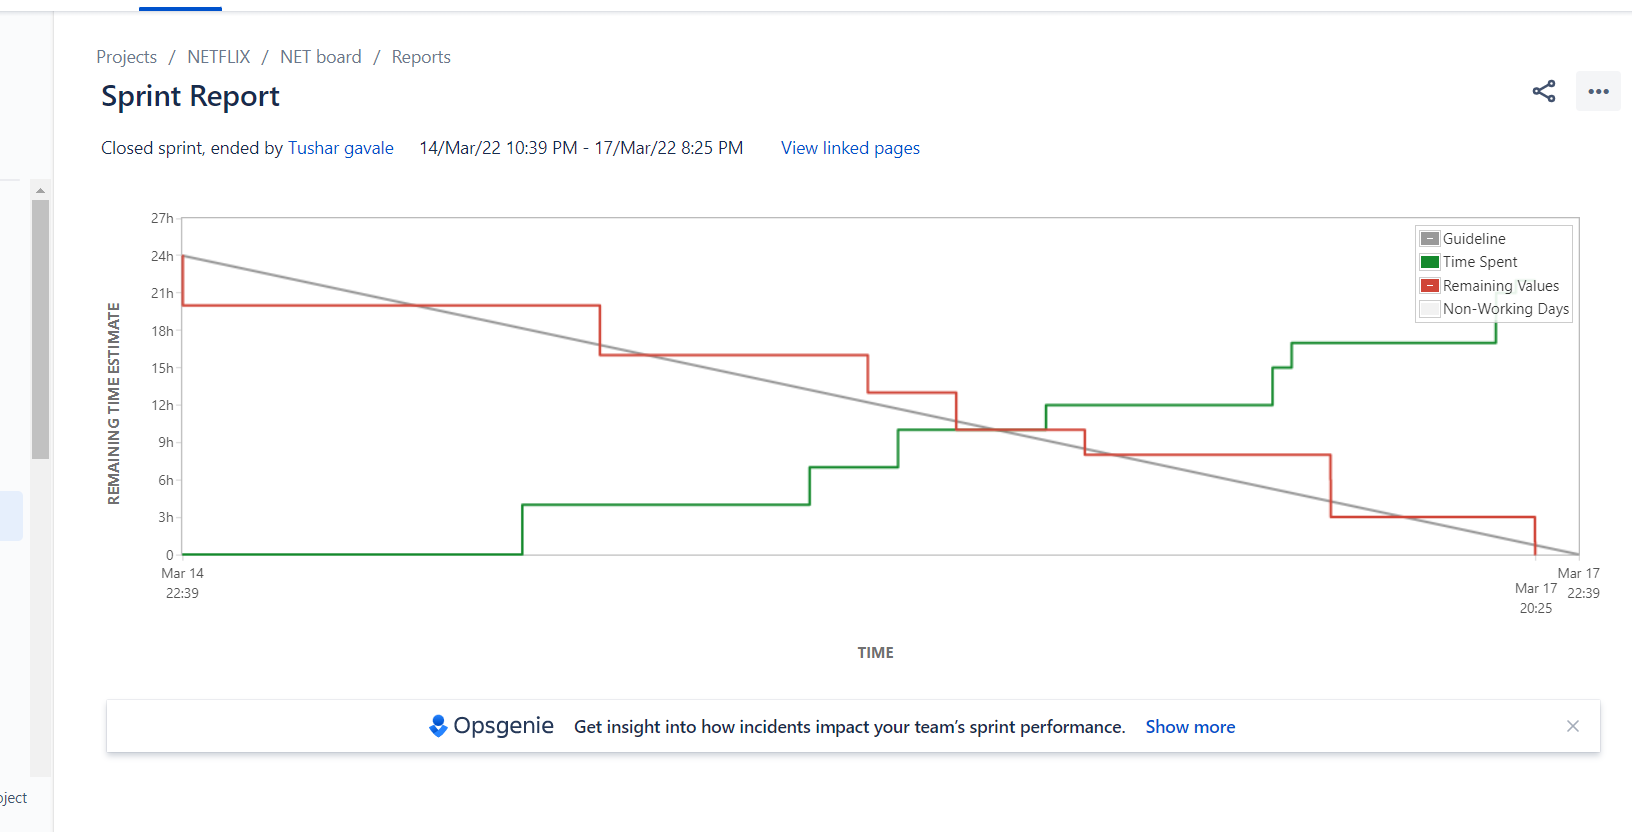 Projects / NETFLIX / NET board / Reports
Sprint Report
Closed sprint, ended by Tushar gavale 14/Mar/22 10:39 PM - 17/Mar/22 8:25 PM View linked pages
REMAINING TIME ESTIMATE
27h
24h
21h
18h
15h
12h
9h
6h
3h
0
Guideline
Time Spent
Remaining Values
Non-Working Days
Mar 14
22:39
Mar 17
20:25
Mar 17
22:39
TIME
Opsgenie Get insight into how incidents impact your team's sprint performance. Show more
oject